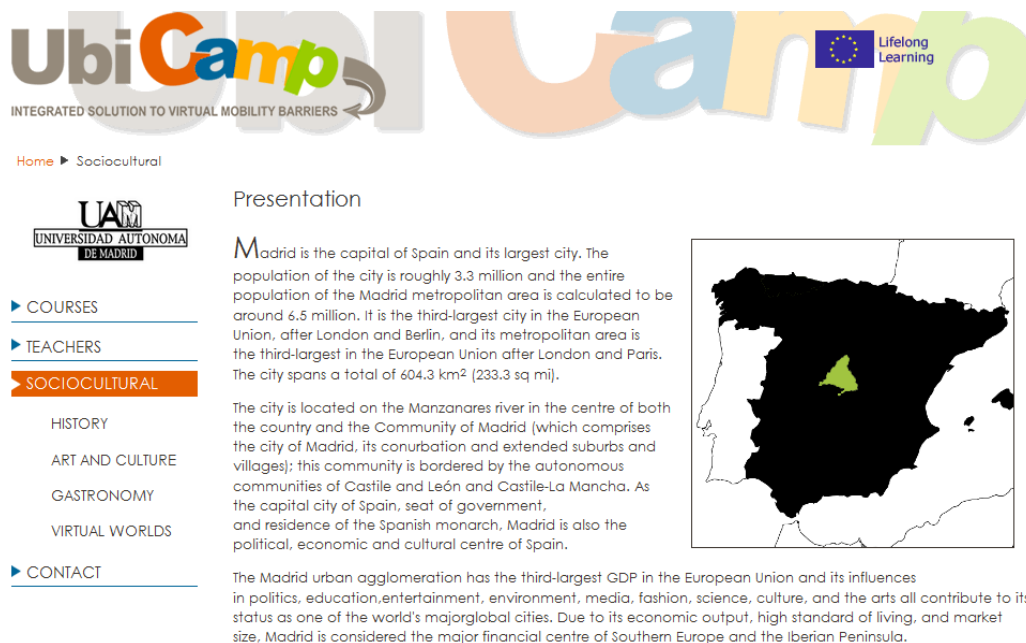 Ubi Camp
Lifelong
Learning
INTEGRATED SOLUTION TO VIRTUAL MOBILITY BARRIERS
Home ▶ Sociocultural
UAM
UNIVERSIDAD AUTONOMA
DE MADRID
COURSES
TEACHERS
SOCIOCULTURAL
HISTORY
ART AND CULTURE
GASTRONOMY
VIRTUAL WORLDS
CONTACT
Presentation
Madrid is the capital of Spain and its largest city. The
population of the city is roughly 3.3 million and the entire
population of the Madrid metropolitan area is calculated to be
around 6.5 million. It is the third-largest city in the European
Union, after London and Berlin, and its metropolitan area is
the third-largest in the European Union after London and Paris.
The city spans a total of 604.3 km² (233.3 sq mi).
The city is located on the Manzanares river in the centre of both
the country and the Community of Madrid (which comprises
the city of Madrid, its conurbation and extended suburbs and
villages); this community is bordered by the autonomous
communities of Castile and León and Castile-La Mancha. As
the capital city of Spain, seat of government,
and residence of the Spanish monarch, Madrid is also the
political, economic and cultural centre of Spain.
The Madrid urban agglomeration has the third-largest GDP in the European Union and its influences
in politics, education,entertainment, environment, media, fashion, science, culture, and the arts all contribute to its
status as one of the world's majorglobal cities. Due to its economic output, high standard of living, and market
size, Madrid is considered the major financial centre of Southern Europe and the Iberian Peninsula.